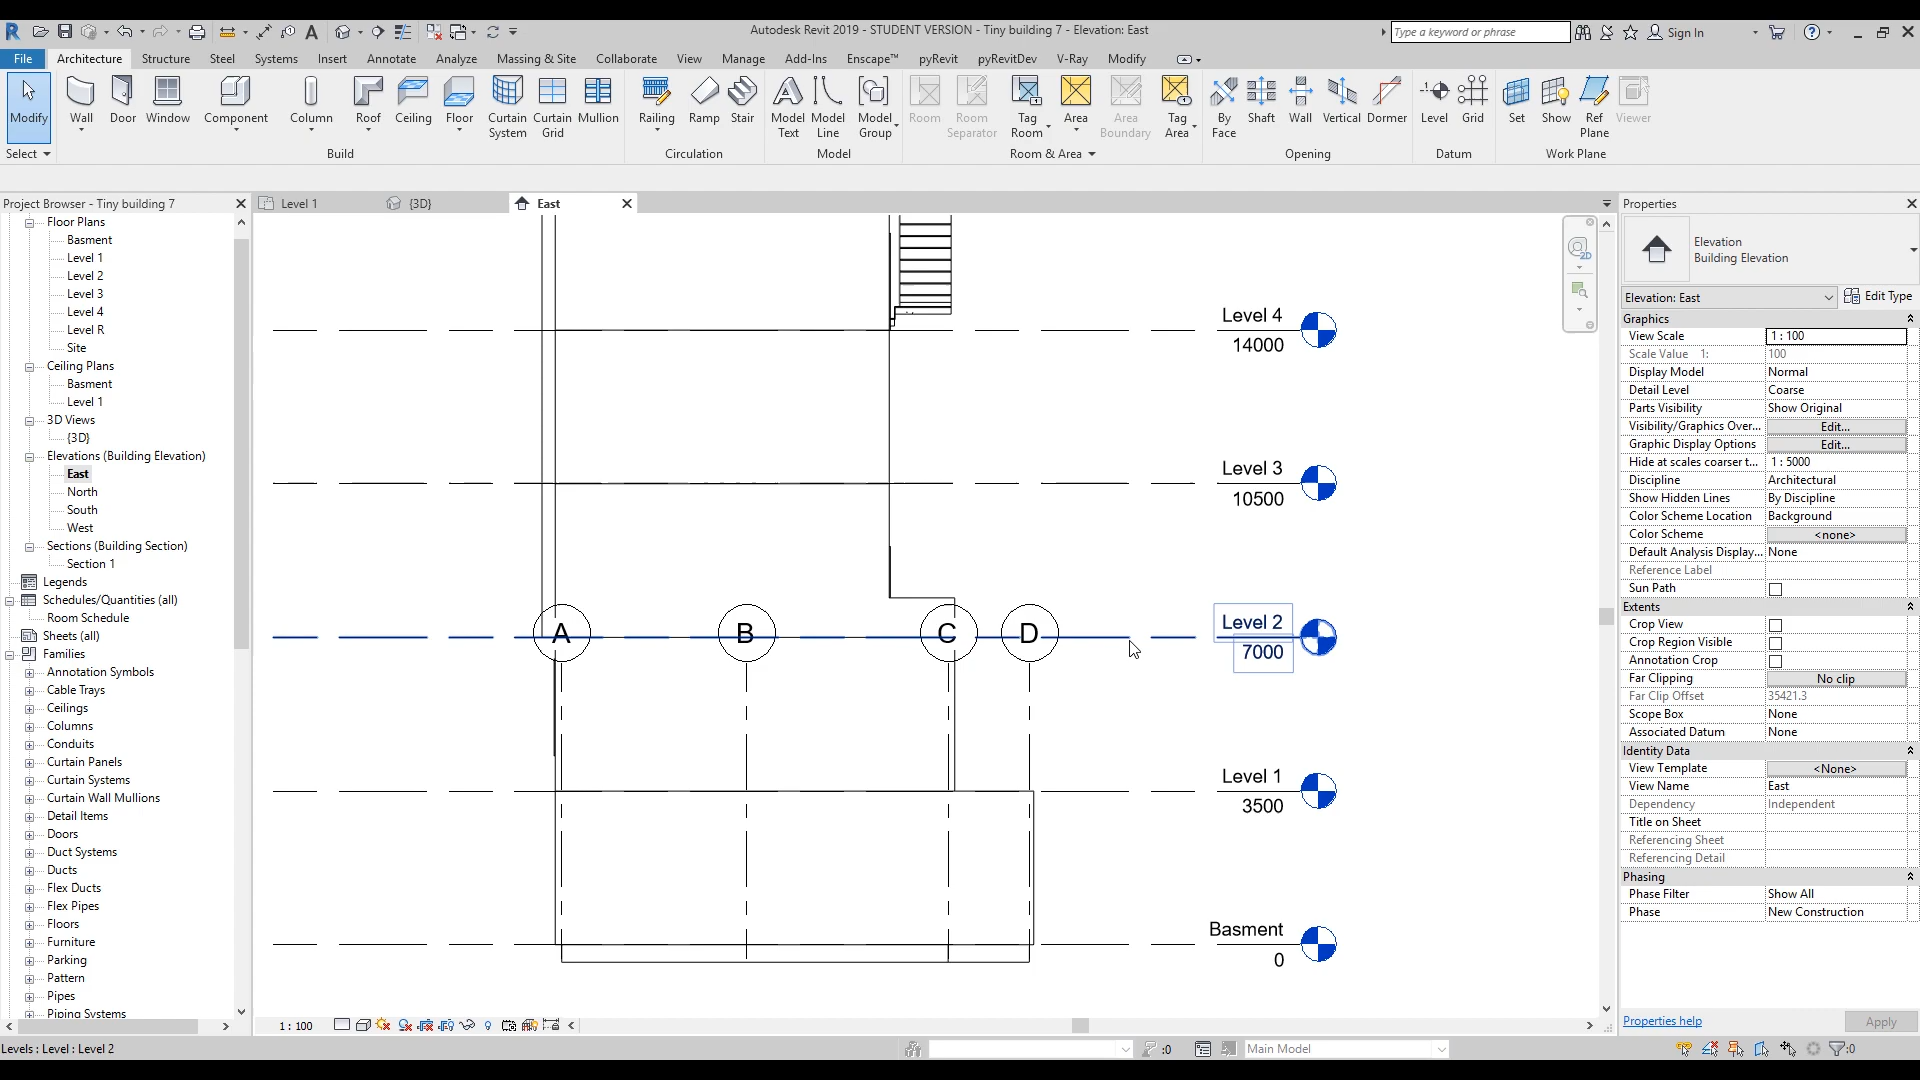 Autodesk Revit 2019 - STUDENT VERSION - Tiny building 7 - Elevation: East
Type a keyword or phrase
Sign In
File Architecture Structure Steel Systems Insert Annotate Analyze Massing & Site Collaborate View Manage Add-Ins Enscape™ pyRevit pyRevitDev V-Ray Modify
Modify Wall Door Window Component Column Roof Ceiling Floor Curtain System Curtain Grid Mullion Railing Ramp Stair Model Text Model Line Model Group Room Room Separator Tag Room Area Area Boundary Tag Area By Face Shaft Wall Vertical Dormer Level Grid Set Show Ref Plane Viewer
Select Build Circulation Model Room & Area Opening Datum Work Plane
Project Browser - Tiny building 7
Floor Plans
Basment
Level 1
Level 2
Level 3
Level 4
Level R
Site
Ceiling Plans
Basment
Level 1
3D Views
{3D}
Elevations (Building Elevation)
East
North
South
West
Sections (Building Section)
Section 1
Legends
Schedules/Quantities (all)
Room Schedule
Sheets (all)
Families
Annotation Symbols
Cable Trays
Ceilings
Columns
Conduits
Curtain Panels
Curtain Systems
Curtain Wall Mullions
Detail Items
Doors
Duct Systems
Ducts
Flex Ducts
Flex Pipes
Floors
Furniture
Parking
Pattern
Pipes
Piping Systems
Level 1 {3D} East
2D
Level 4
14000
Level 3
10500
A B C D
Level 2
7000
Level 1
3500
Basment
0
1 : 100
Properties
Elevation
Building Elevation
Elevation: East Edit Type
Graphics
View Scale 1 : 100
Scale Value 1: 100
Display Model Normal
Detail Level Coarse
Parts Visibility Show Original
Visibility/Graphics Over... Edit...
Graphic Display Options Edit...
Hide at scales coarser t... 1 : 5000
Discipline Architectural
Show Hidden Lines By Discipline
Color Scheme Location Background
Color Scheme <none>
Default Analysis Display... None
Reference Label
Sun Path
Extents
Crop View
Crop Region Visible
Annotation Crop
Far Clipping No clip
Far Clip Offset 35421.3
Scope Box None
Associated Datum None
Identity Data
View Template <None>
View Name East
Dependency Independent
Title on Sheet
Referencing Sheet
Referencing Detail
Phasing
Phase Filter Show All
Phase New Construction
Properties help Apply
Levels : Level : Level 2
:0 Main Model :0